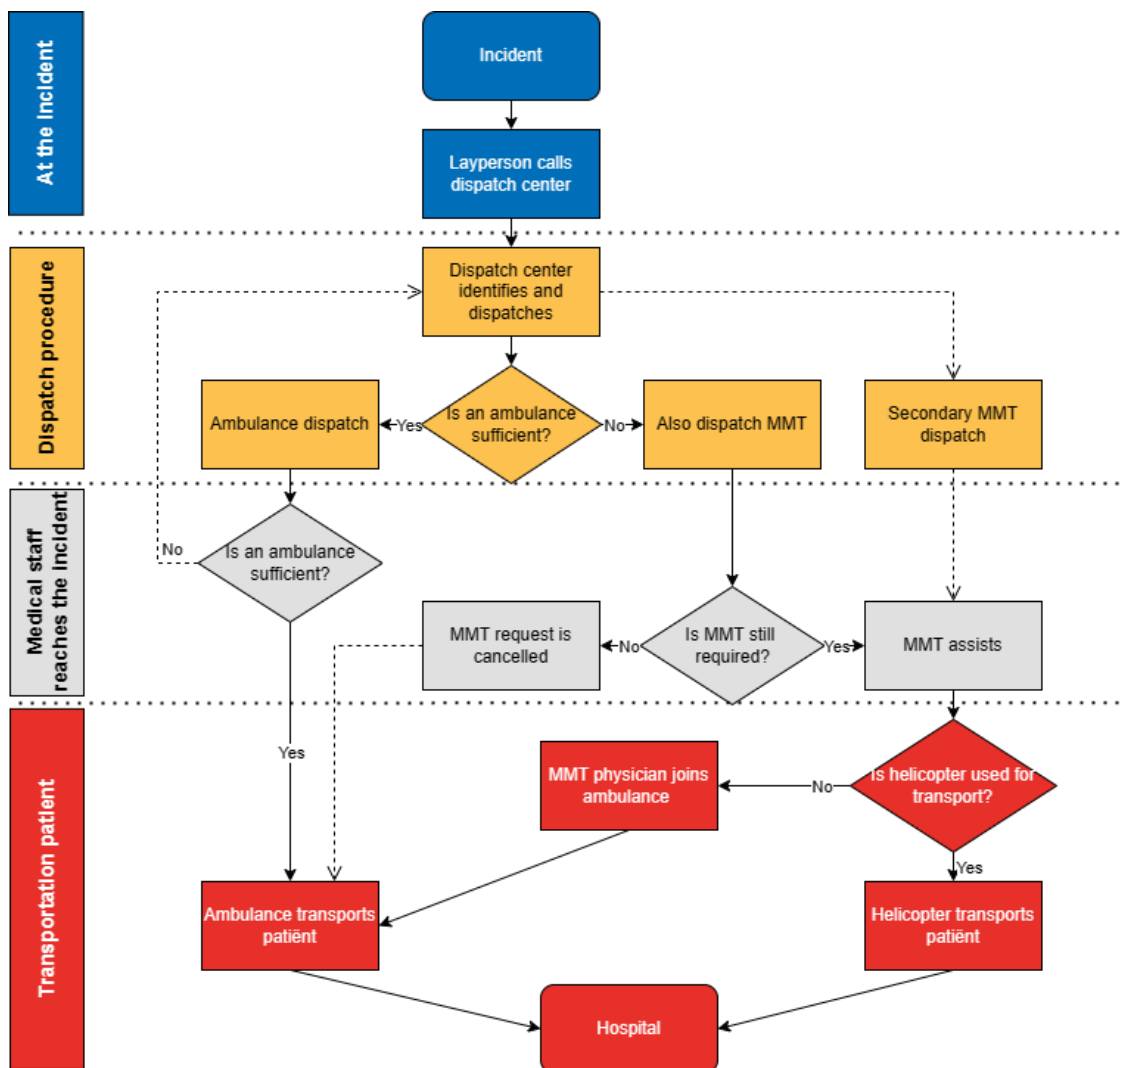 At the Incident
Incident
Layperson calls
dispatch center
Dispatch procedure
Dispatch center
identifies and
dispatches
Ambulance dispatch
Yes
Is an ambulance
sufficient?
No
Also dispatch MMT
Secondary MMT
dispatch
Medical staff
reaches the Incident
No
Is an ambulance
sufficient?
MMT request is
cancelled
No
Is MMT still
required?
Yes
MMT assists
Transportation patient
Yes
MMT physician joins
ambulance
No
Is helicopter used for
transport?
Yes
Ambulance transports
patiënt
Helicopter transports
patiënt
Hospital